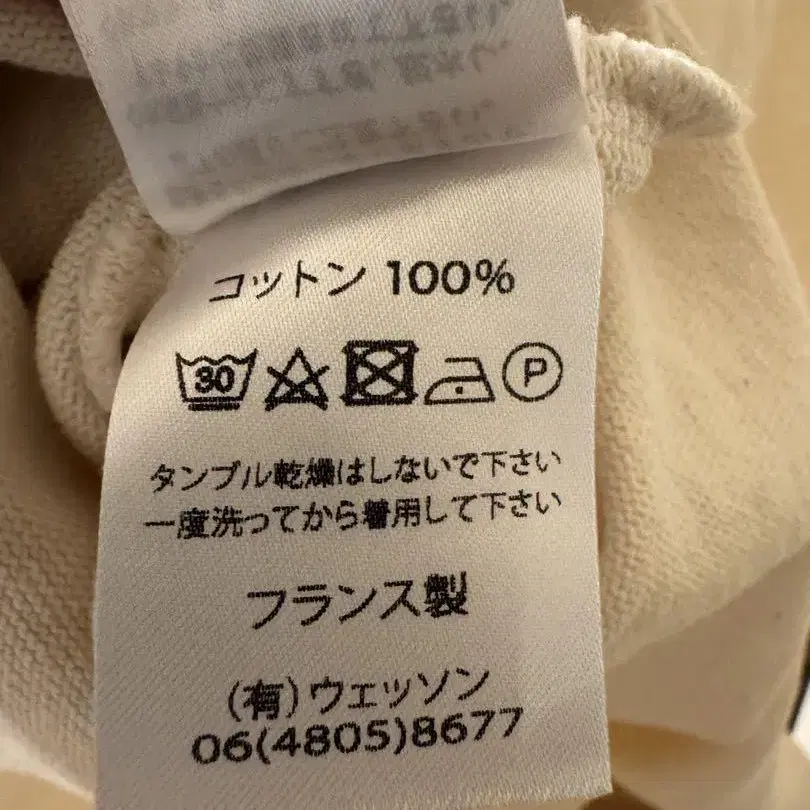 コットン 100%
30
P
タンブル乾燥はしないで下さい
一度洗ってから着用して下さい
フランス製
(有)ウェッソン
06(4805)8677